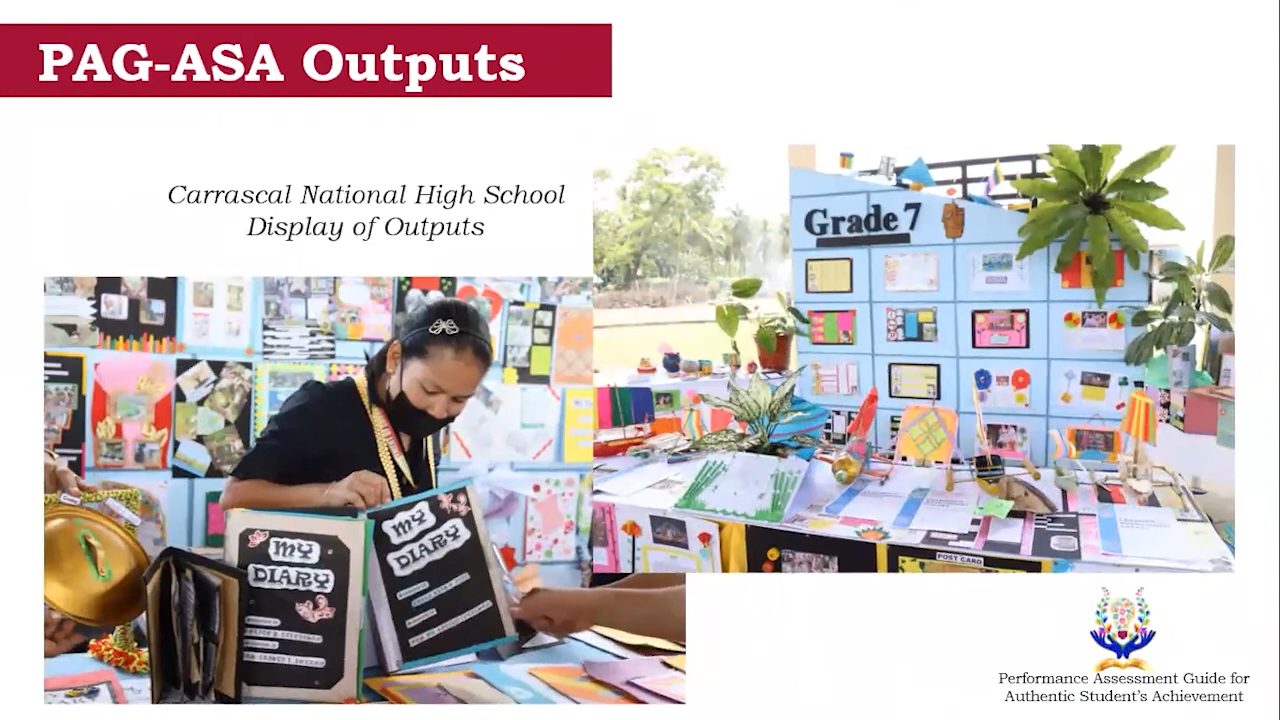 PAG-ASA Outputs
Carrascal National High School
Display of Outputs
Grade 7
MY
DIARY
MY
DIARY
POST CARD
Performance Assessment Guide for
Authentic Student's Achievement